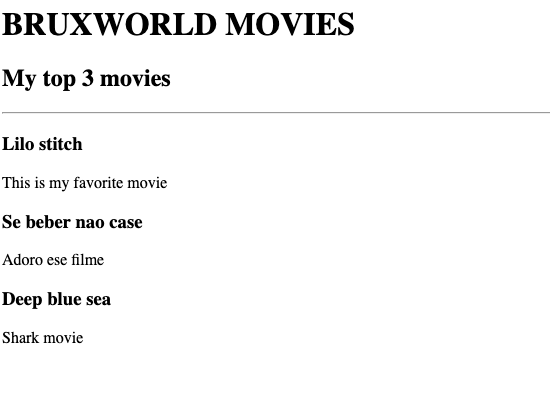 BRUXWORLD MOVIES
My top 3 movies
Lilo stitch
This is my favorite movie
Se beber nao case
Adoro ese filme
Deep blue sea
Shark movie